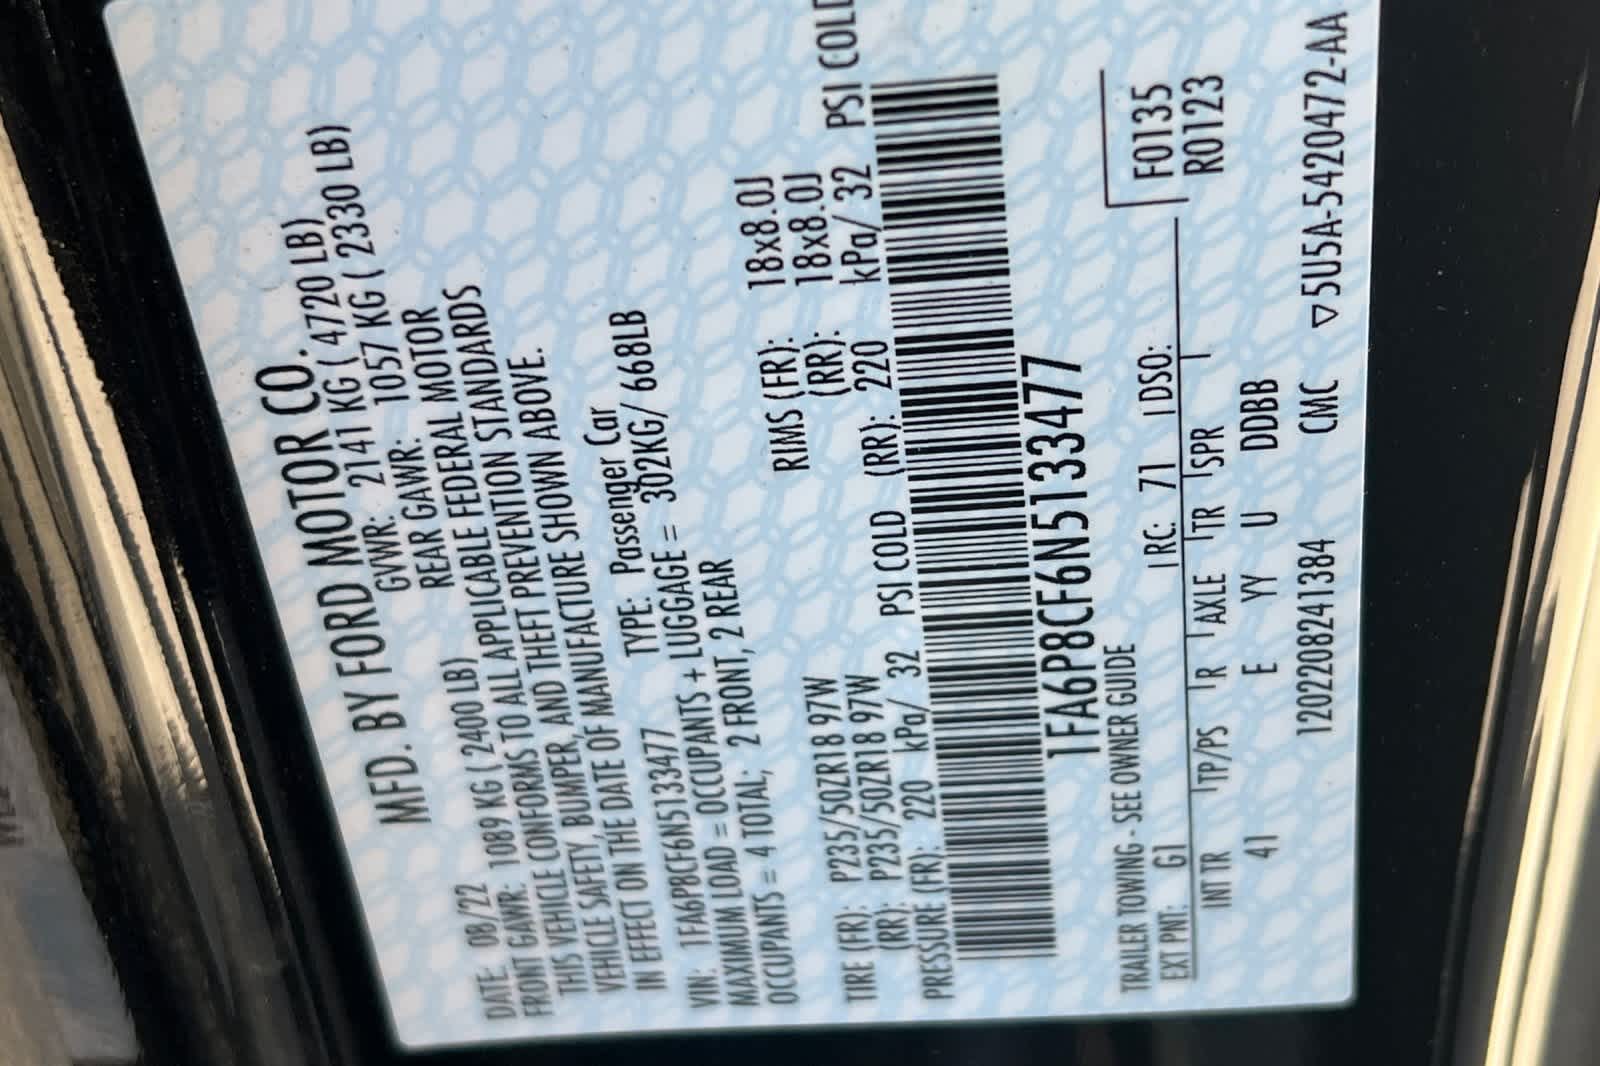 MFD. BY FORD MOTOR CO.
DATE: 08/22 GVWR: 2141 KG ( 4720 LB)
FRONT GAWR: 1089 KG ( 2400 LB) REAR GAWR: 1057 KG ( 2330 LB)
THIS VEHICLE CONFORMS TO ALL APPLICABLE FEDERAL MOTOR
VEHICLE SAFETY, BUMPER, AND THEFT PREVENTION STANDARDS
IN EFFECT ON THE DATE OF MANUFACTURE SHOWN ABOVE.
VIN: 1FA6P8CF6N5133477 TYPE: Passenger Car
MAXIMUM LOAD = OCCUPANTS + LUGGAGE = 302KG/ 668LB
OCCUPANTS = 4 TOTAL; 2 FRONT, 2 REAR
TIRE (FR): P235/50ZR18 97W RIMS (FR): 18x8.0J
(RR): P235/50ZR18 97W (RR): 18x8.0J
PRESSURE (FR): 220 kPa/ 32 PSI COLD (RR): 220 kPa/ 32 PSI COLD
1FA6P8CF6N5133477
TRAILER TOWING - SEE OWNER GUIDE
F0135
R0123
EXT PNT: G1 RC: 71 DSO:
INT TR TP/PS R AXLE TR SPR
41 E YY U DDBB
120220824138​4 CMC ▽5U5A-5420472-AA